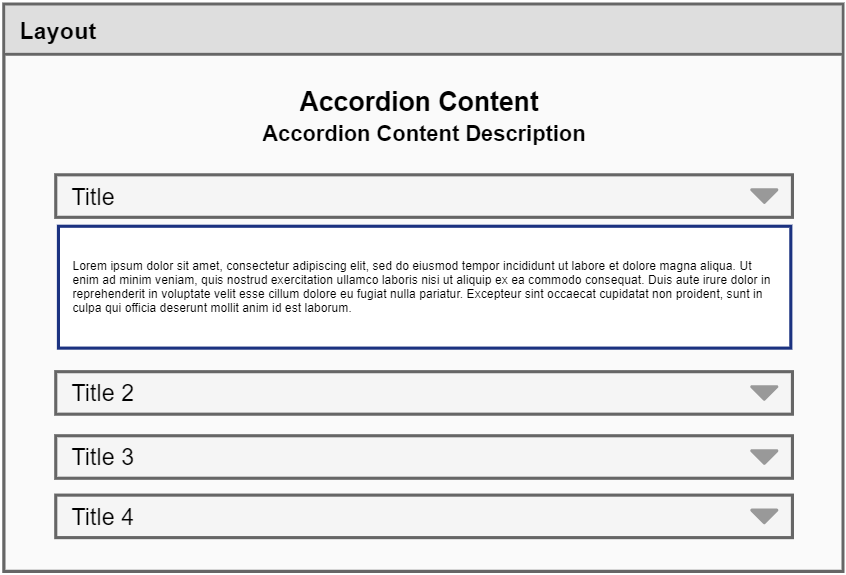 Layout
Accordion Content
Accordion Content Description
Title
Lorem ipsum dolor sit amet, consectetur adipiscing elit, sed do eiusmod tempor incididunt ut labore et dolore magna aliqua. Ut
enim ad minim veniam, quis nostrud exercitation ullamco laboris nisi ut aliquip ex ea commodo consequat. Duis aute irure dolor in
reprehenderit in voluptate velit esse cillum dolore eu fugiat nulla pariatur. Excepteur sint occaecat cupidatat non proident, sunt in
culpa qui officia deserunt mollit anim id est laborum.
Title 2
Title 3
Title 4